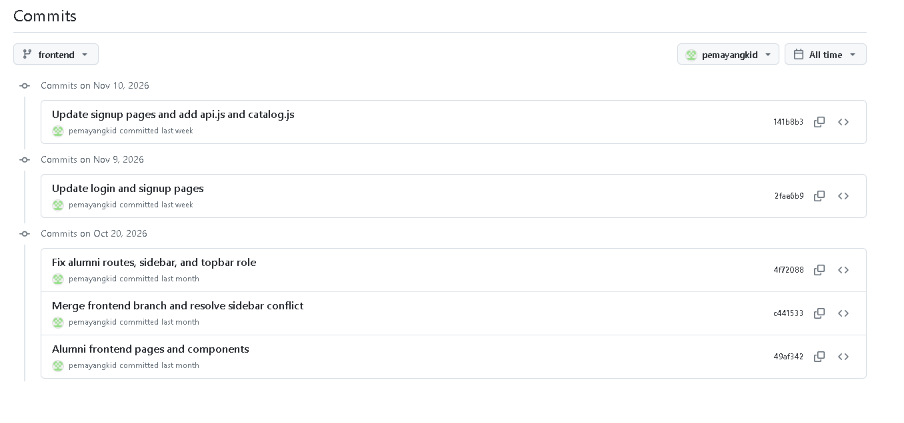 Commits
frontend
pemayangkid
All time
Commits on Nov 10, 2026
Update signup pages and add api.js and catalog.js
141b8b3
pemayangkid committed last week
Commits on Nov 9, 2026
Update login and signup pages
2fae6b9
pemayangkid committed last week
Commits on Oct 20, 2026
Fix alumni routes, sidebar, and topbar role
4f72088
pemayangkid committed last month
Merge frontend branch and resolve sidebar conflict
c441533
pemayangkid committed last month
Alumni frontend pages and components
49af342
pemayangkid committed last month